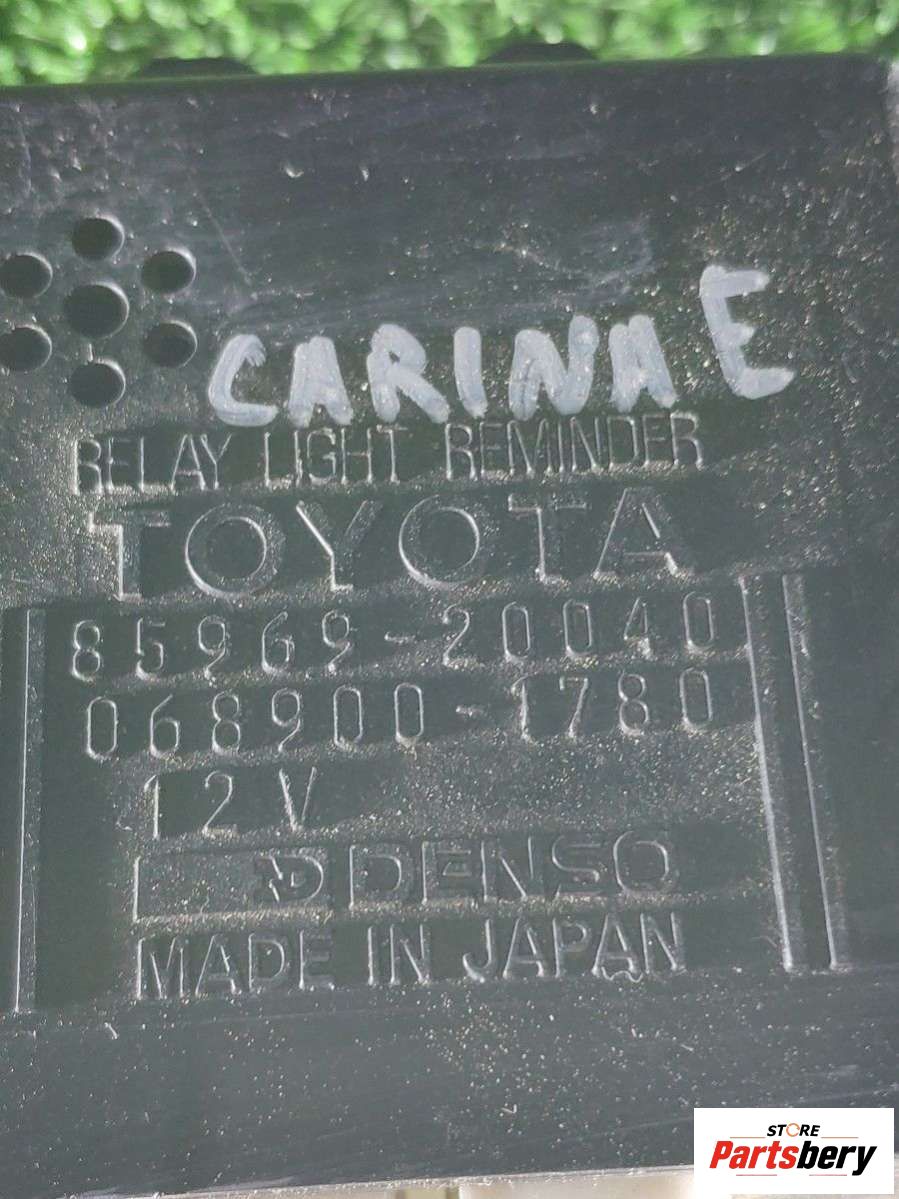 CARINA E
RELAY LIGHT REMINDER
TOYOTA
85969-20040
068900-1780
12V
DENSO
MADE IN JAPAN
STORE
Partsbery